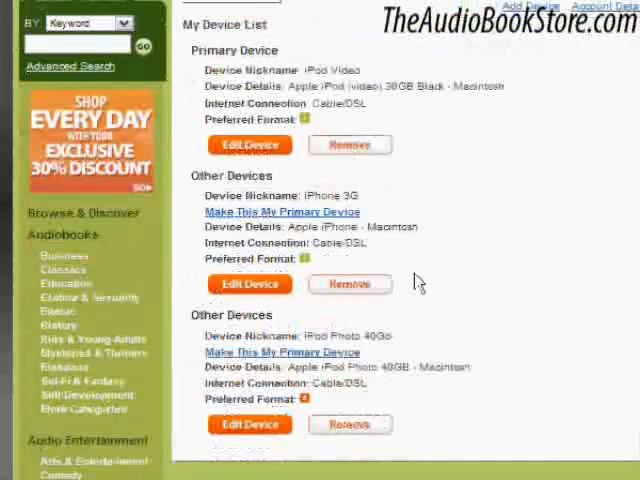 Add Device Account Deta
TheAudioBookStore.com
BY: Keyword
GO
Advanced Search
SHOP
EVERY DAY
WITH YOUR
EXCLUSIVE
30% DISCOUNT
GO
Browse & Discover
Audiobooks
Business
Classics
Education
Erotica & Sexuality
Fiction
History
Kids & Young Adults
Mysteries & Thrillers
Romance
Sci-Fi & Fantasy
Self-Development
More Categories
Audio Entertainment
Arts & Entertainment
Comedy
My Device List
Primary Device
Device Nickname: iPod Video
Device Details: Apple iPod (video) 30GB Black - Macintosh
Internet Connection: Cable/DSL
Preferred Format: 4
Edit Device Remove
Other Devices
Device Nickname: iPhone 3G
Make This My Primary Device
Device Details: Apple iPhone - Macintosh
Internet Connection: Cable/DSL
Preferred Format:
Edit Device Remove
Other Devices
Device Nickname: iPod Photo 40Gb
Make This My Primary Device
Device Details: Apple iPod Photo 40GB - Macintosh
Internet Connection: Cable/DSL
Preferred Format:
Edit Device Remove